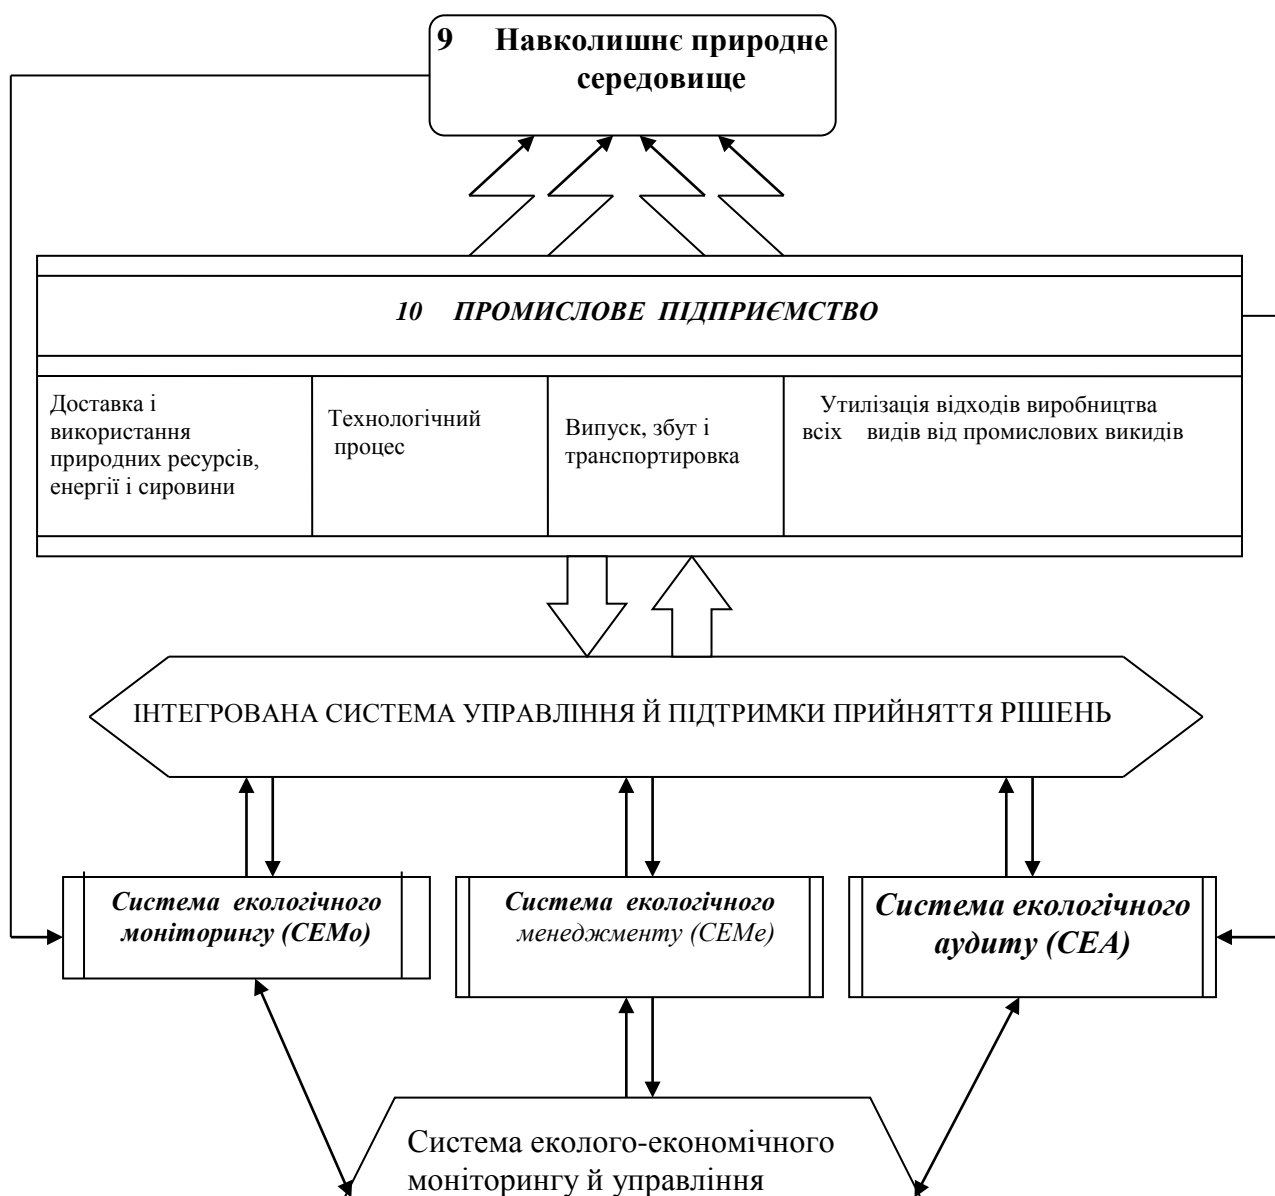 9 Навколишнє природне
середовище
10 ПРОМИСЛОВЕ ПІДПРИЄМСТВО
Доставка і
використання
природних ресурсів,
енергії і сировини
Технологічний
процес
Випуск, збут і
транспортировка
Утилізація відходів виробництва
всіх видів від промислових викидів
ІНТЕГРОВАНА СИСТЕМА УПРАВЛІННЯ Й ПІДТРИМКИ ПРИЙНЯТТЯ РІШЕНЬ
Система екологічного
моніторингу (СЕМо)
Система екологічного
менеджменту (СЕМе)
Система екологічного
аудиту (СЕА)
Система еколого-економічного
моніторингу й управління